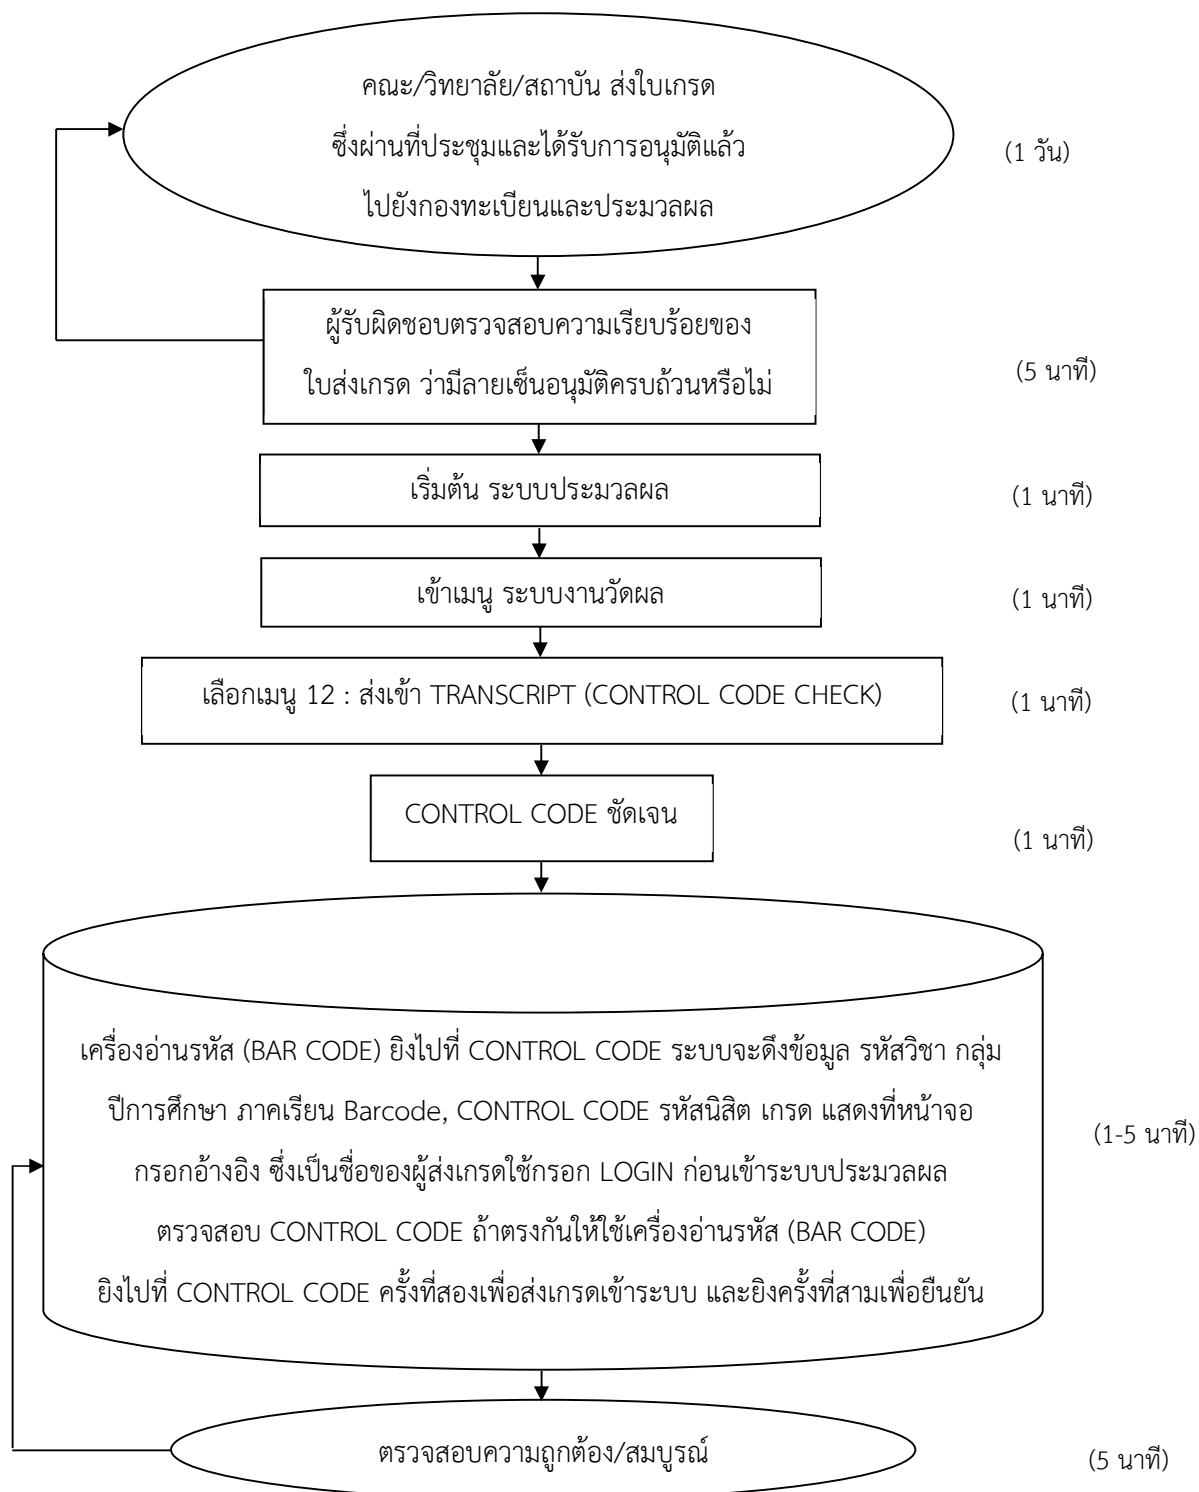 คณะ/วิทยาลัย/สถาบัน ส่งใบเกรด
ซึ่งผ่านที่ประชุมและได้รับการอนุมัติแล้ว
ไปยังกองทะเบียนและประมวลผล
(1 วัน)
ผู้รับผิดชอบตรวจสอบความเรียบร้อยของ
ใบส่งเกรด ว่ามีลายเซ็นอนุมัติครบถ้วนหรือไม่
(5 นาที)
เริ่มต้น ระบบประมวลผล
(1 นาที)
เข้าเมนู ระบบงานวัดผล
(1 นาที)
เลือกเมนู 12 : ส่งเข้า TRANSCRIPT (CONTROL CODE CHECK)
(1 นาที)
CONTROL CODE ชัดเจน
(1 นาที)
เครื่องอ่านรหัส (BAR CODE) ยิงไปที่ CONTROL CODE ระบบจะดึงข้อมูล รหัสวิชา กลุ่ม
ปีการศึกษา ภาคเรียน Barcode, CONTROL CODE รหัสนิสิต เกรด แสดงที่หน้าจอ
(1-5 นาที)
กรอกอ้างอิง ซึ่งเป็นชื่อของผู้ส่งเกรดใช้กรอก LOGIN ก่อนเข้าระบบประมวลผล
ตรวจสอบ CONTROL CODE ถ้าตรงกันให้ใช้เครื่องอ่านรหัส (BAR CODE)
ยิงไปที่ CONTROL CODE ครั้งที่สองเพื่อส่งเกรดเข้าระบบ และยิงครั้งที่สามเพื่อยืนยัน
ตรวจสอบความถูกต้อง/สมบูรณ์
(5 นาที)